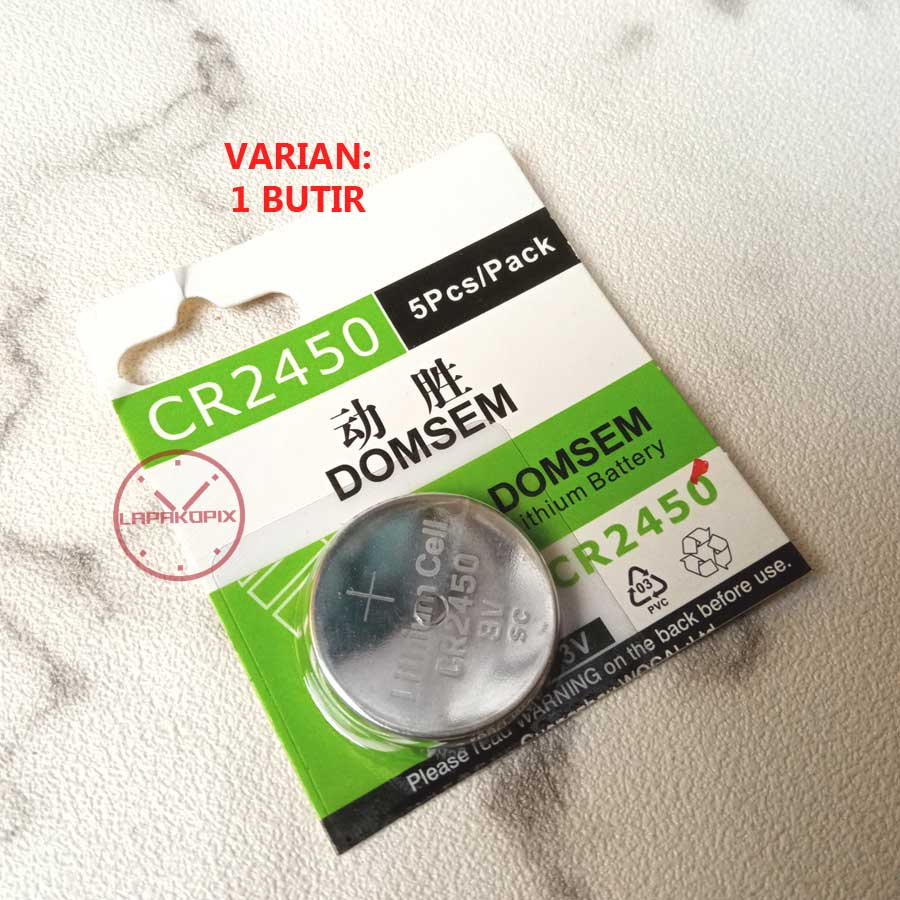 VARIAN:
1 BUTIR
5Pcs/Pack
CR2450
动胜
DOMSEM
DOMSEM
Lithium Battery
CR2450
LAPAKOPIX
03
PVC
Lithium Cell
CR2450
3V
SC
3V
Please read WARNING on the back before use.